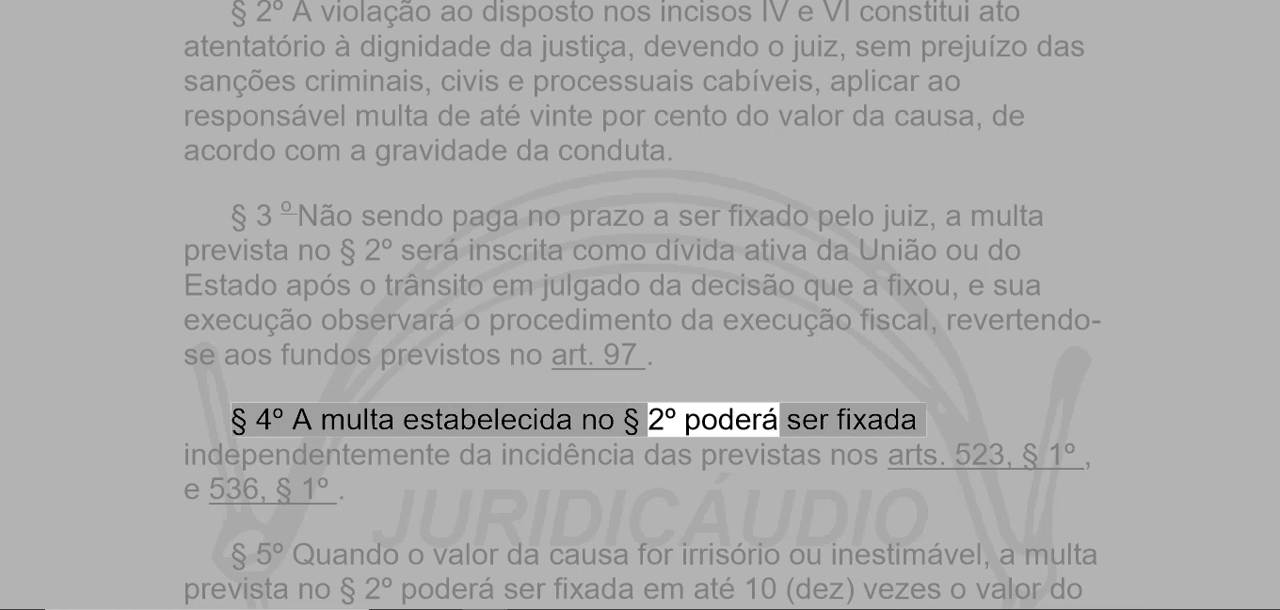 § 2º A violação ao disposto nos incisos IV e VI constitui ato
atentatório à dignidade da justiça, devendo o juiz, sem prejuízo das
sanções criminais, civis e processuais cabíveis, aplicar ao
responsável multa de até vinte por cento do valor da causa, de
acordo com a gravidade da conduta.
§ 3 º Não sendo paga no prazo a ser fixado pelo juiz, a multa
prevista no § 2º será inscrita como dívida ativa da União ou do
Estado após o trânsito em julgado da decisão que a fixou, e sua
execução observará o procedimento da execução fiscal, revertendo-
se aos fundos previstos no art. 97 .
§ 4º A multa estabelecida no § 2º poderá ser fixada
independentemente da incidência das previstas nos arts. 523, § 1º ,
e 536, § 1º .
JURIDICÁUDIO
§ 5º Quando o valor da causa for irrisório ou inestimável, a multa
prevista no § 2º poderá ser fixada em até 10 (dez) vezes o valor do